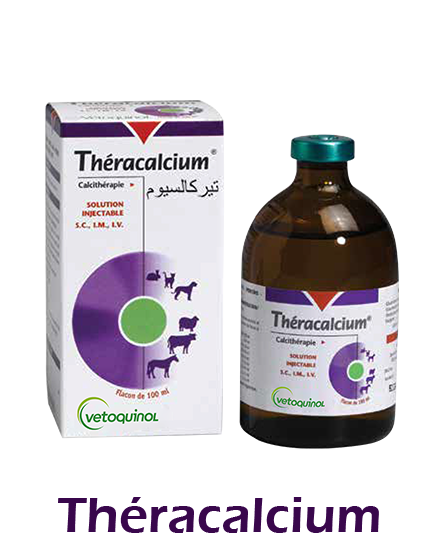 Théracalcium®
Calcithérapie
تيركالسيوم
SOLUTION
INJECTABLE
S.C., I.M., I.V.
Flacon de 100 ml
vetoquinol
Théracalcium®
Calcithérapie
SOLUTION
INJECTABLE
S.C., I.M., I.V.
Flacon de 100 ml
vetoquinol
Théracalcium